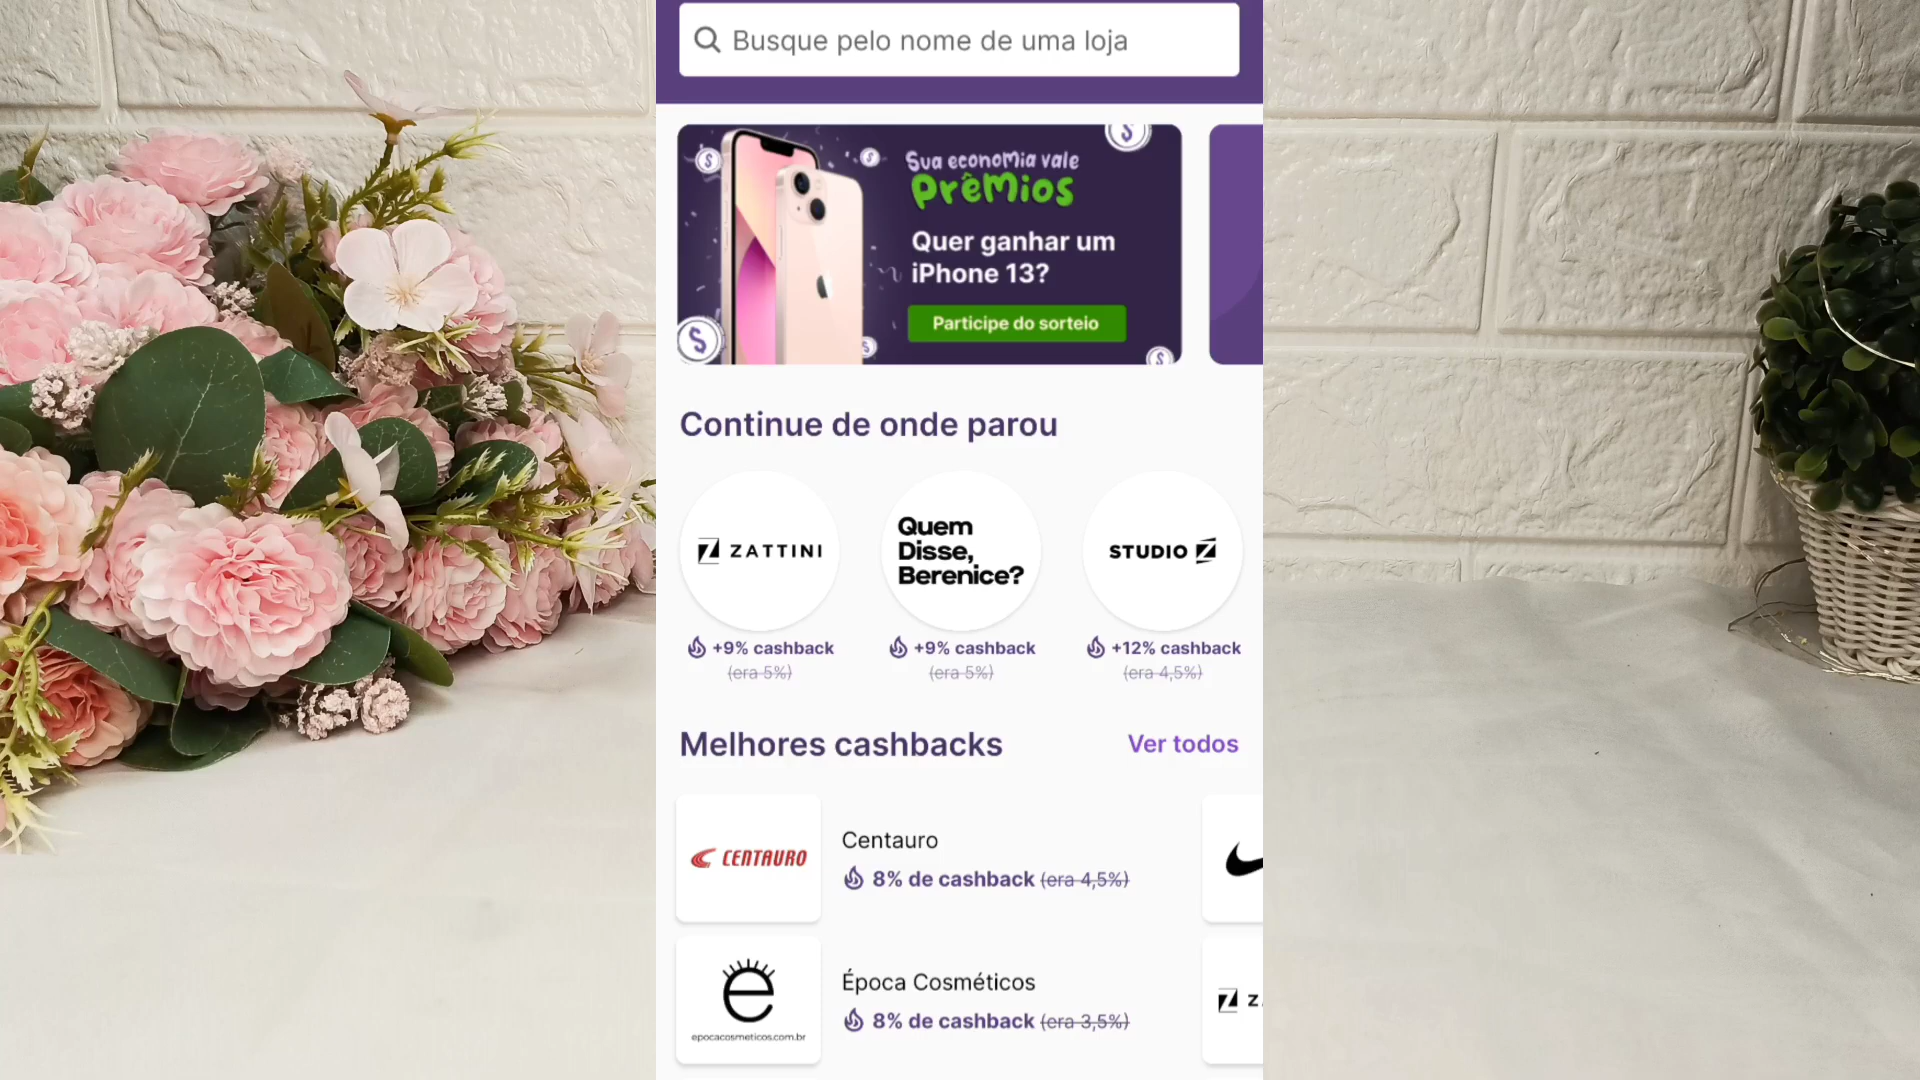 Busque pelo nome de uma loja
Sua economia vale
prêmios
Quer ganhar um
iPhone 13?
Participe do sorteio
Continue de onde parou
ZATTINI
Quem
Disse,
Berenice?
STUDIO Z
+9% cashback
(era 5%)
+9% cashback
(era 5%)
+12% cashback
(era 4,5%)
Melhores cashbacks
Ver todos
CENTAURO
Centauro
8% de cashback (era 4,5%)
e
epocacosmeticos.com.br
Época Cosméticos
8% de cashback (era 3,5%)